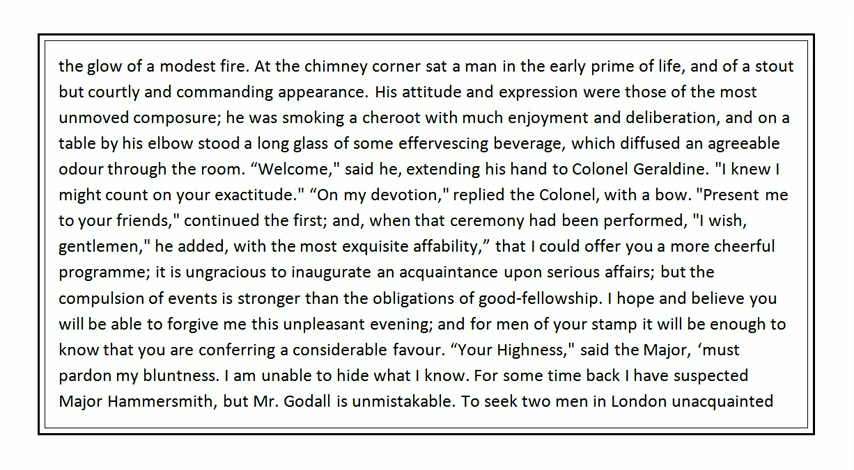 the glow of a modest fire. At the chimney corner sat a man in the early prime of life, and of a stout
but courtly and commanding appearance. His attitude and expression were those of the most
unmoved composure; he was smoking a cheroot with much enjoyment and deliberation, and on a
table by his elbow stood a long glass of some effervescing beverage, which diffused an agreeable
odour through the room. “Welcome," said he, extending his hand to Colonel Geraldine. "I knew I
might count on your exactitude." “On my devotion," replied the Colonel, with a bow. "Present me
to your friends," continued the first; and, when that ceremony had been performed, "I wish,
gentlemen," he added, with the most exquisite affability,” that I could offer you a more cheerful
programme; it is ungracious to inaugurate an acquaintance upon serious affairs; but the
compulsion of events is stronger than the obligations of good-fellowship. I hope and believe you
will be able to forgive me this unpleasant evening; and for men of your stamp it will be enough to
know that you are conferring a considerable favour. “Your Highness," said the Major, ‘must
pardon my bluntness. I am unable to hide what I know. For some time back I have suspected
Major Hammersmith, but Mr. Godall is unmistakable. To seek two men in London unacquainted